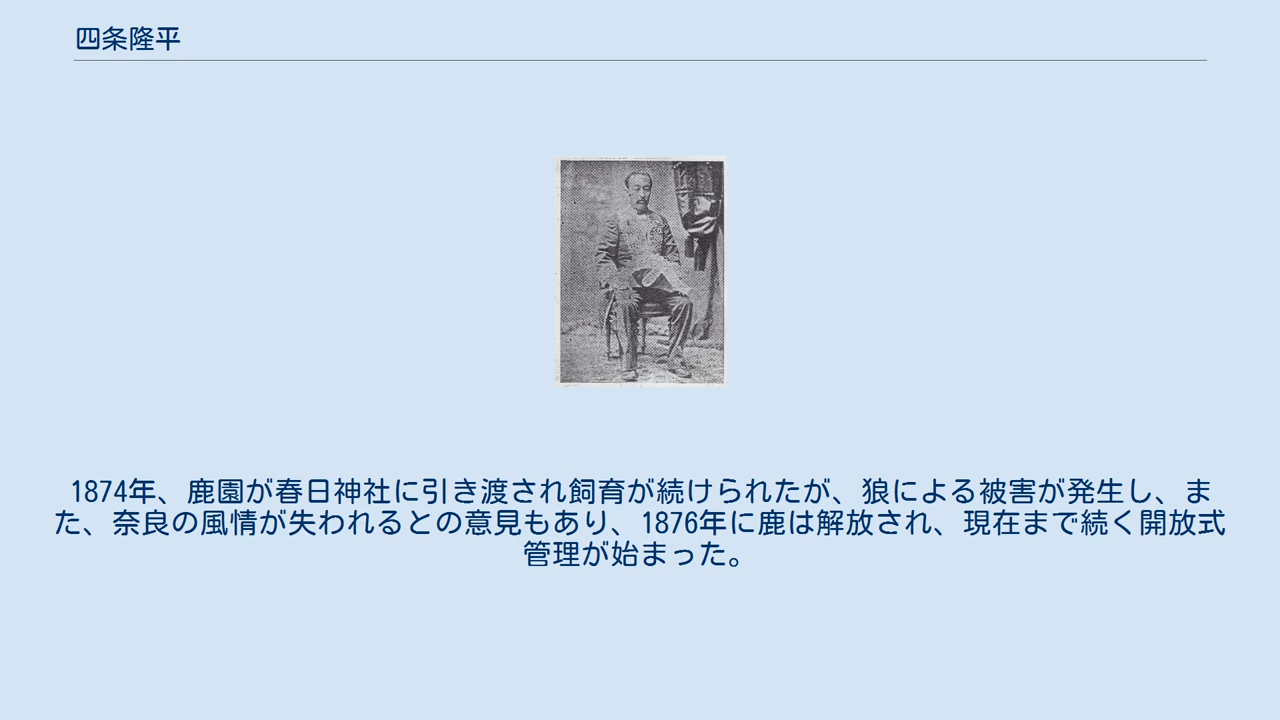 四条隆平
1874年、鹿園が春日神社に引き渡され飼育が続けられたが、狼による被害が発生し、ま
た、奈良の風情が失われるとの意見もあり、1876年に鹿は解放され、現在まで続く開放式
管理が始まった。